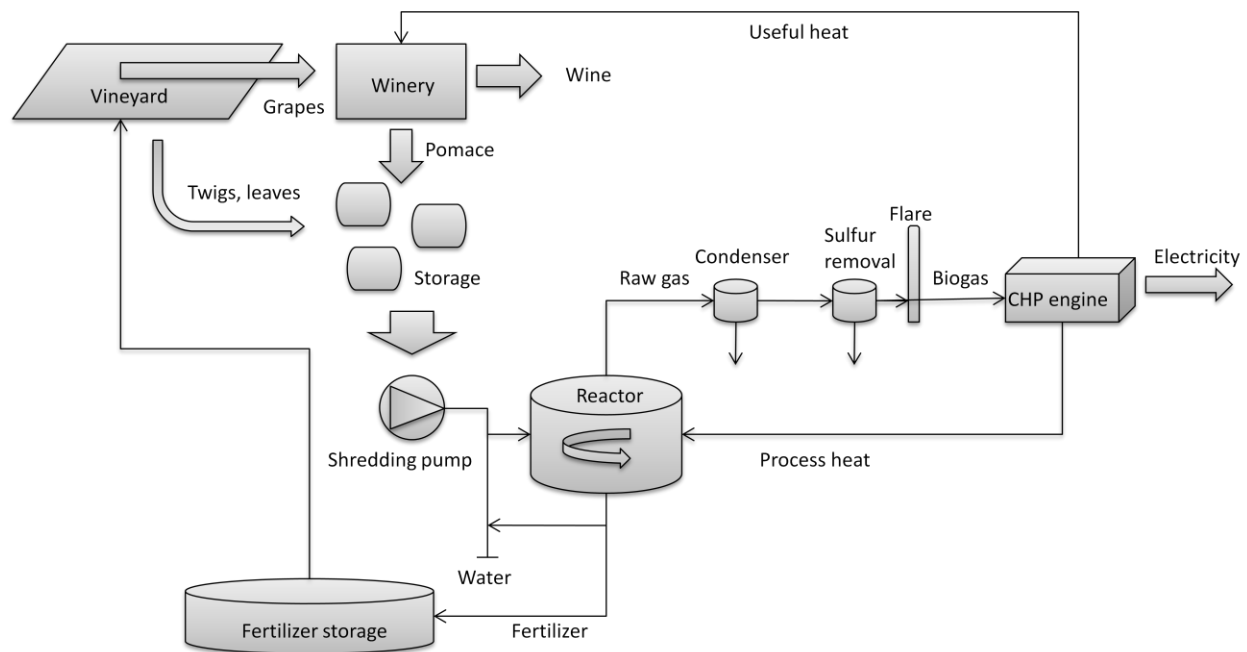 Useful heat
Vineyard
Grapes
Winery
Wine
Pomace
Twigs, leaves
Storage
Raw gas
Condenser
Sulfur
removal
Flare
Biogas
CHP engine
Electricity
Reactor
Shredding pump
Process heat
Water
Fertilizer storage
Fertilizer